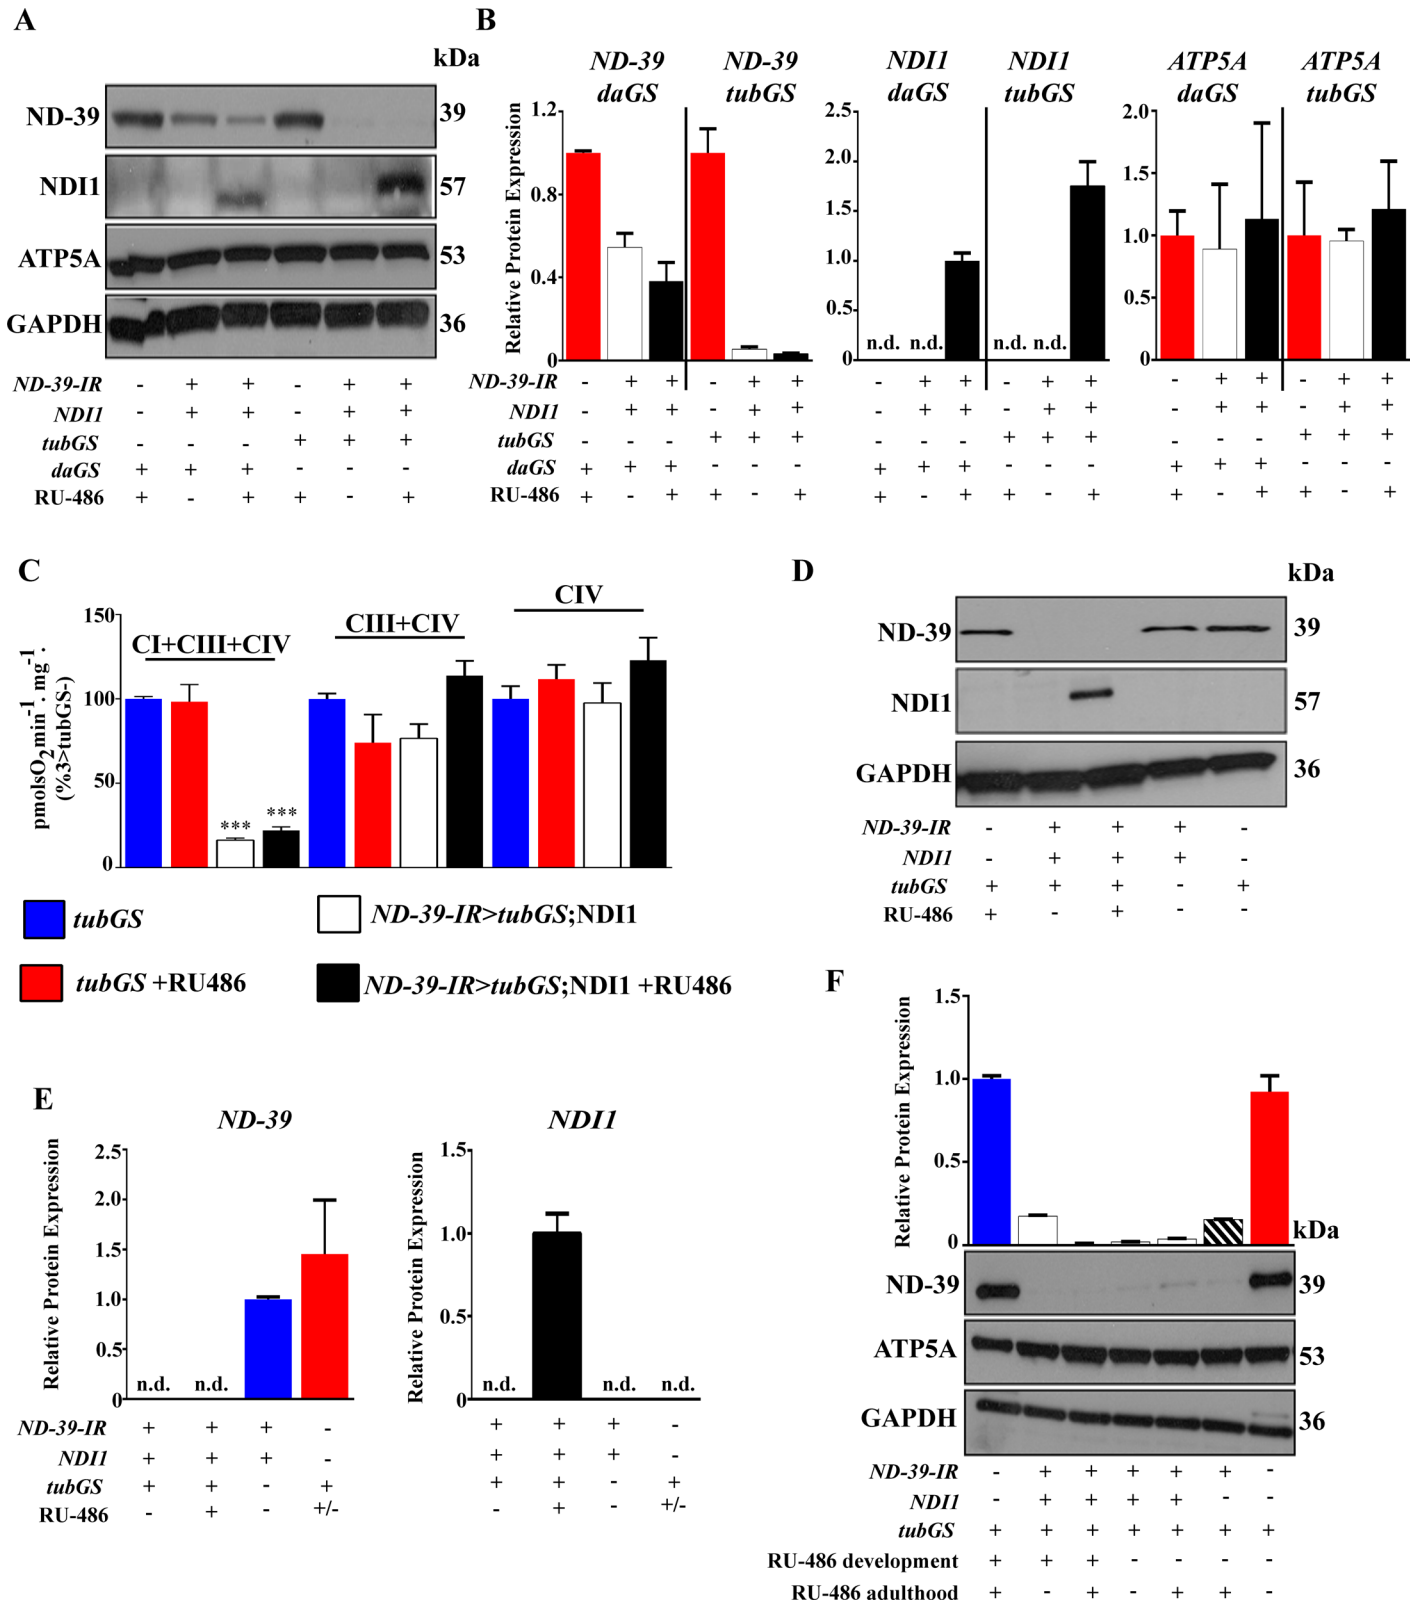 A
kDa
ND-39 39
NDI1 57
ATP5A 53
GAPDH 36
ND-39-IR - + + - + +
NDI1 - + + - + +
tubGS - - - + + +
daGS + + + - - -
RU-486 + - + + - +
B
ND-39 daGS
ND-39 tubGS
NDI1 daGS
NDI1 tubGS
ATP5A daGS
ATP5A tubGS
Relative Protein Expression
1.2
0.8
0.4
0
2.5
2.0
1.5
1.0
0.5
0
n.d. n.d. n.d. n.d.
2.0
1.5
1.0
0.5
0
ND-39-IR - + + - + + - + + - + + - + + - + +
NDI1 - + + - + + - + + - + + - + + - + +
tubGS - - - + + + - - - + + + - - - + + +
daGS + + + - - - + + + - - - + + + - - -
RU-486 + - + + - + + - + + - + + - + + - +
C
pmolsO2min-1. mg-1.
(%3>tubGS-)
150
100
50
0
CI+CIII+CIV
CIII+CIV
CIV
*** ***
tubGS
ND-39-IR>tubGS;NDI1
tubGS +RU486
ND-39-IR>tubGS;NDI1 +RU486
D
kDa
ND-39 39
NDI1 57
GAPDH 36
ND-39-IR - + + + -
NDI1 - + + + -
tubGS + + + - +
RU-486 + - + - -
E
ND-39
Relative Protein Expression
2.5
2.0
1.5
1.0
0.5
0
n.d. n.d.
NDI1
Relative Protein Expression
1.5
1.0
0.5
0
n.d. n.d. n.d.
ND-39-IR + + + - + + + -
NDI1 + + + - + + + -
tubGS + + - + + + - +
RU-486 - + - +/- - + - +/-
F
Relative Protein Expression
1.5
1.0
0.5
0
kDa
ND-39 39
ATP5A 53
GAPDH 36
ND-39-IR - + + + + + -
NDI1 - + + + + - -
tubGS + + + + + + +
RU-486 development + + + - - - -
RU-486 adulthood + - + - + + -